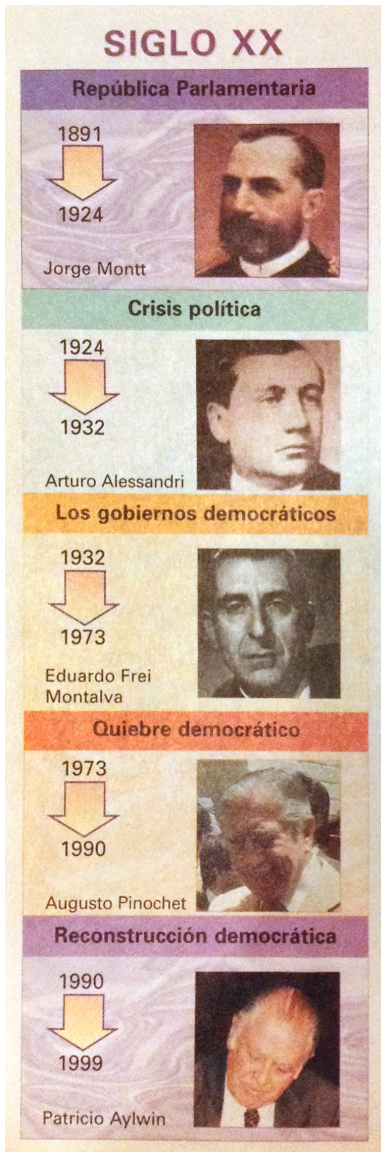 SIGLO XX
República Parlamentaria
1891
1924
Jorge Montt
Crisis política
1924
1932
Arturo Alessandri
Los gobiernos democráticos
1932
1973
Eduardo Frei
Montalva
Quiebre democrático
1973
1990
Augusto Pinochet
Reconstrucción democrática
1990
1999
Patricio Aylwin